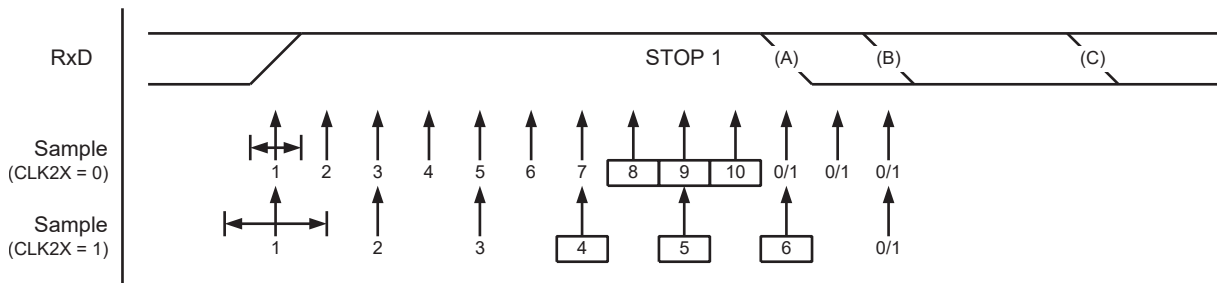 RxD STOP 1 (A) (B) (C)
Sample
(CLK2X = 0)
1 2 3 4 5 6 7 8 9 10 0/1 0/1 0/1
Sample
(CLK2X = 1)
1 2 3 4 5 6 0/1